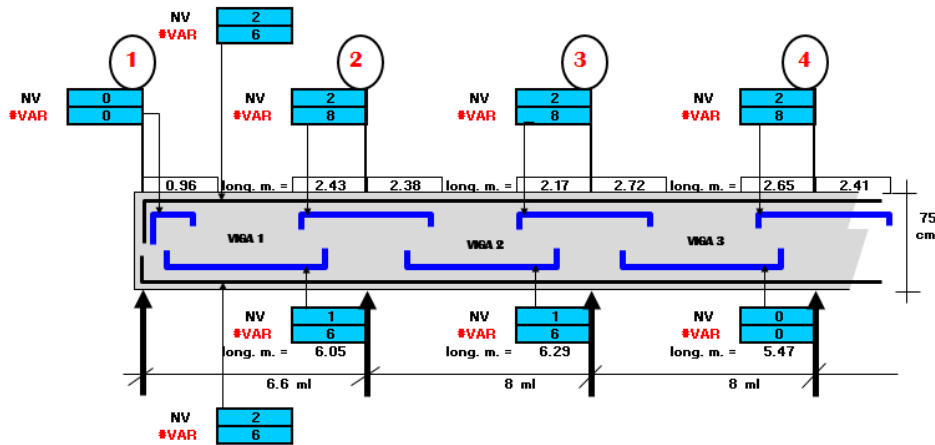 NV 2
#VAR 6
1 2 3 4
NV 0 NV 2 NV 2 NV 2
#VAR 0 #VAR 8 #VAR 8 #VAR 8
0.96 long. m. = 2.43 2.38 long. m. = 2.17 2.72 long. m. = 2.65 2.41
75
cm
VIGA 1 VIGA 2 VIGA 3
NV 1 NV 1 NV 0
#VAR 6 #VAR 6 #VAR 0
long. m. = 6.05 long. m. = 6.29 long. m. = 5.47
6.6 ml 8 ml 8 ml
NV 2
#VAR 6